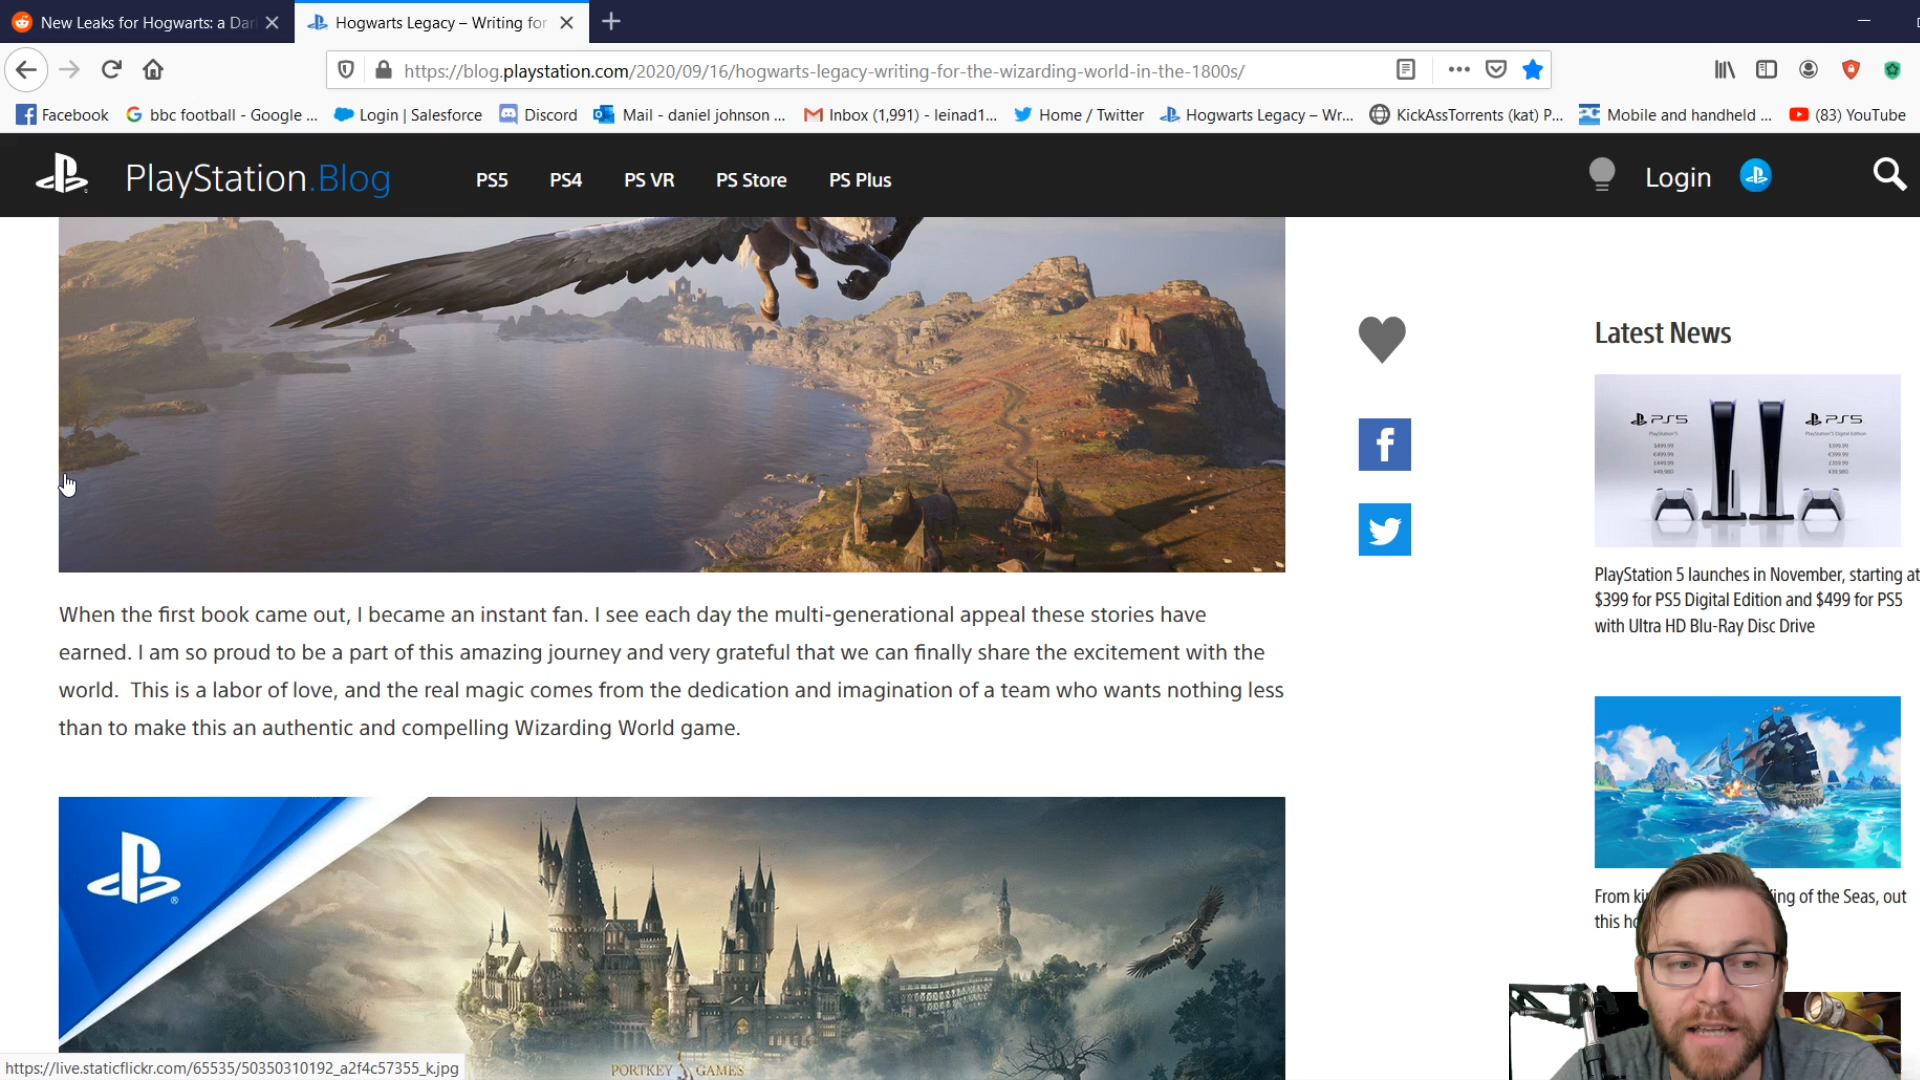 New Leaks for Hogwarts: a Dar
Hogwarts Legacy – Writing for
https://blog.playstation.com/2020/09/16/hogwarts-legacy-writing-for-the-wizarding-world-in-the-1800s/
Facebook
bbc football - Google ...
Login | Salesforce
Discord
Mail - daniel johnson ...
Inbox (1,991) - leinad1...
Home / Twitter
Hogwarts Legacy – Wr...
KickAssTorrents (kat) P...
Mobile and handheld ...
(83) YouTube
PlayStation.Blog
PS5
PS4
PS VR
PS Store
PS Plus
Login
Latest News
PS5
PS5
PlayStation 5 launches in November, starting at
$399 for PS5 Digital Edition and $499 for PS5
with Ultra HD Blu-Ray Disc Drive
When the first book came out, I became an instant fan. I see each day the multi-generational appeal these stories have
earned. I am so proud to be a part of this amazing journey and very grateful that we can finally share the excitement with the
world.  This is a labor of love, and the real magic comes from the dedication and imagination of a team who wants nothing less
than to make this an authentic and compelling Wizarding World game.
From ing of the Seas, out
this
PORTKEY GAMES
https://live.staticflickr.com/65535/50350310192_a2f4c57355_k.jpg